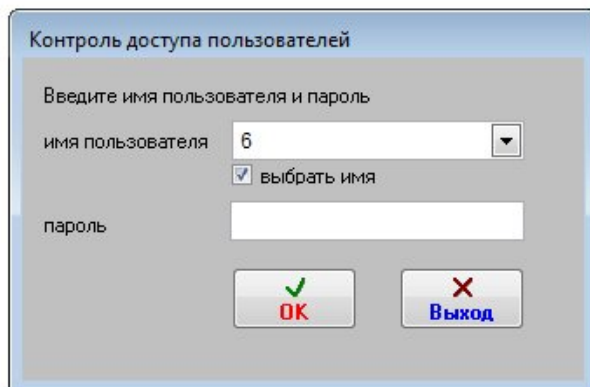 Контроль доступа пользователей
Введите имя пользователя и пароль
имя пользователя 6
выбрать имя
пароль
OK Выход